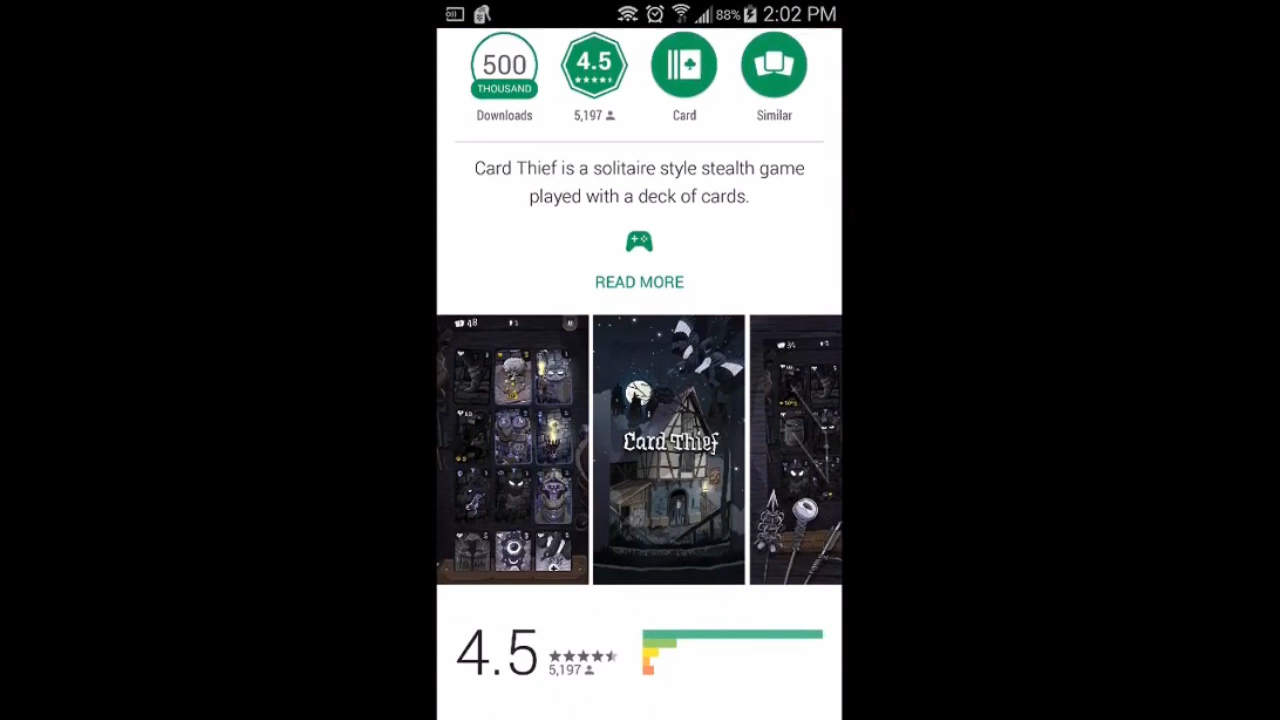 88% 2:02 PM
500
THOUSAND
4.5
Downloads
5,197
Card
Similar
Card Thief is a solitaire style stealth game
played with a deck of cards.
READ MORE
48
Card Thief
4.5
5,197